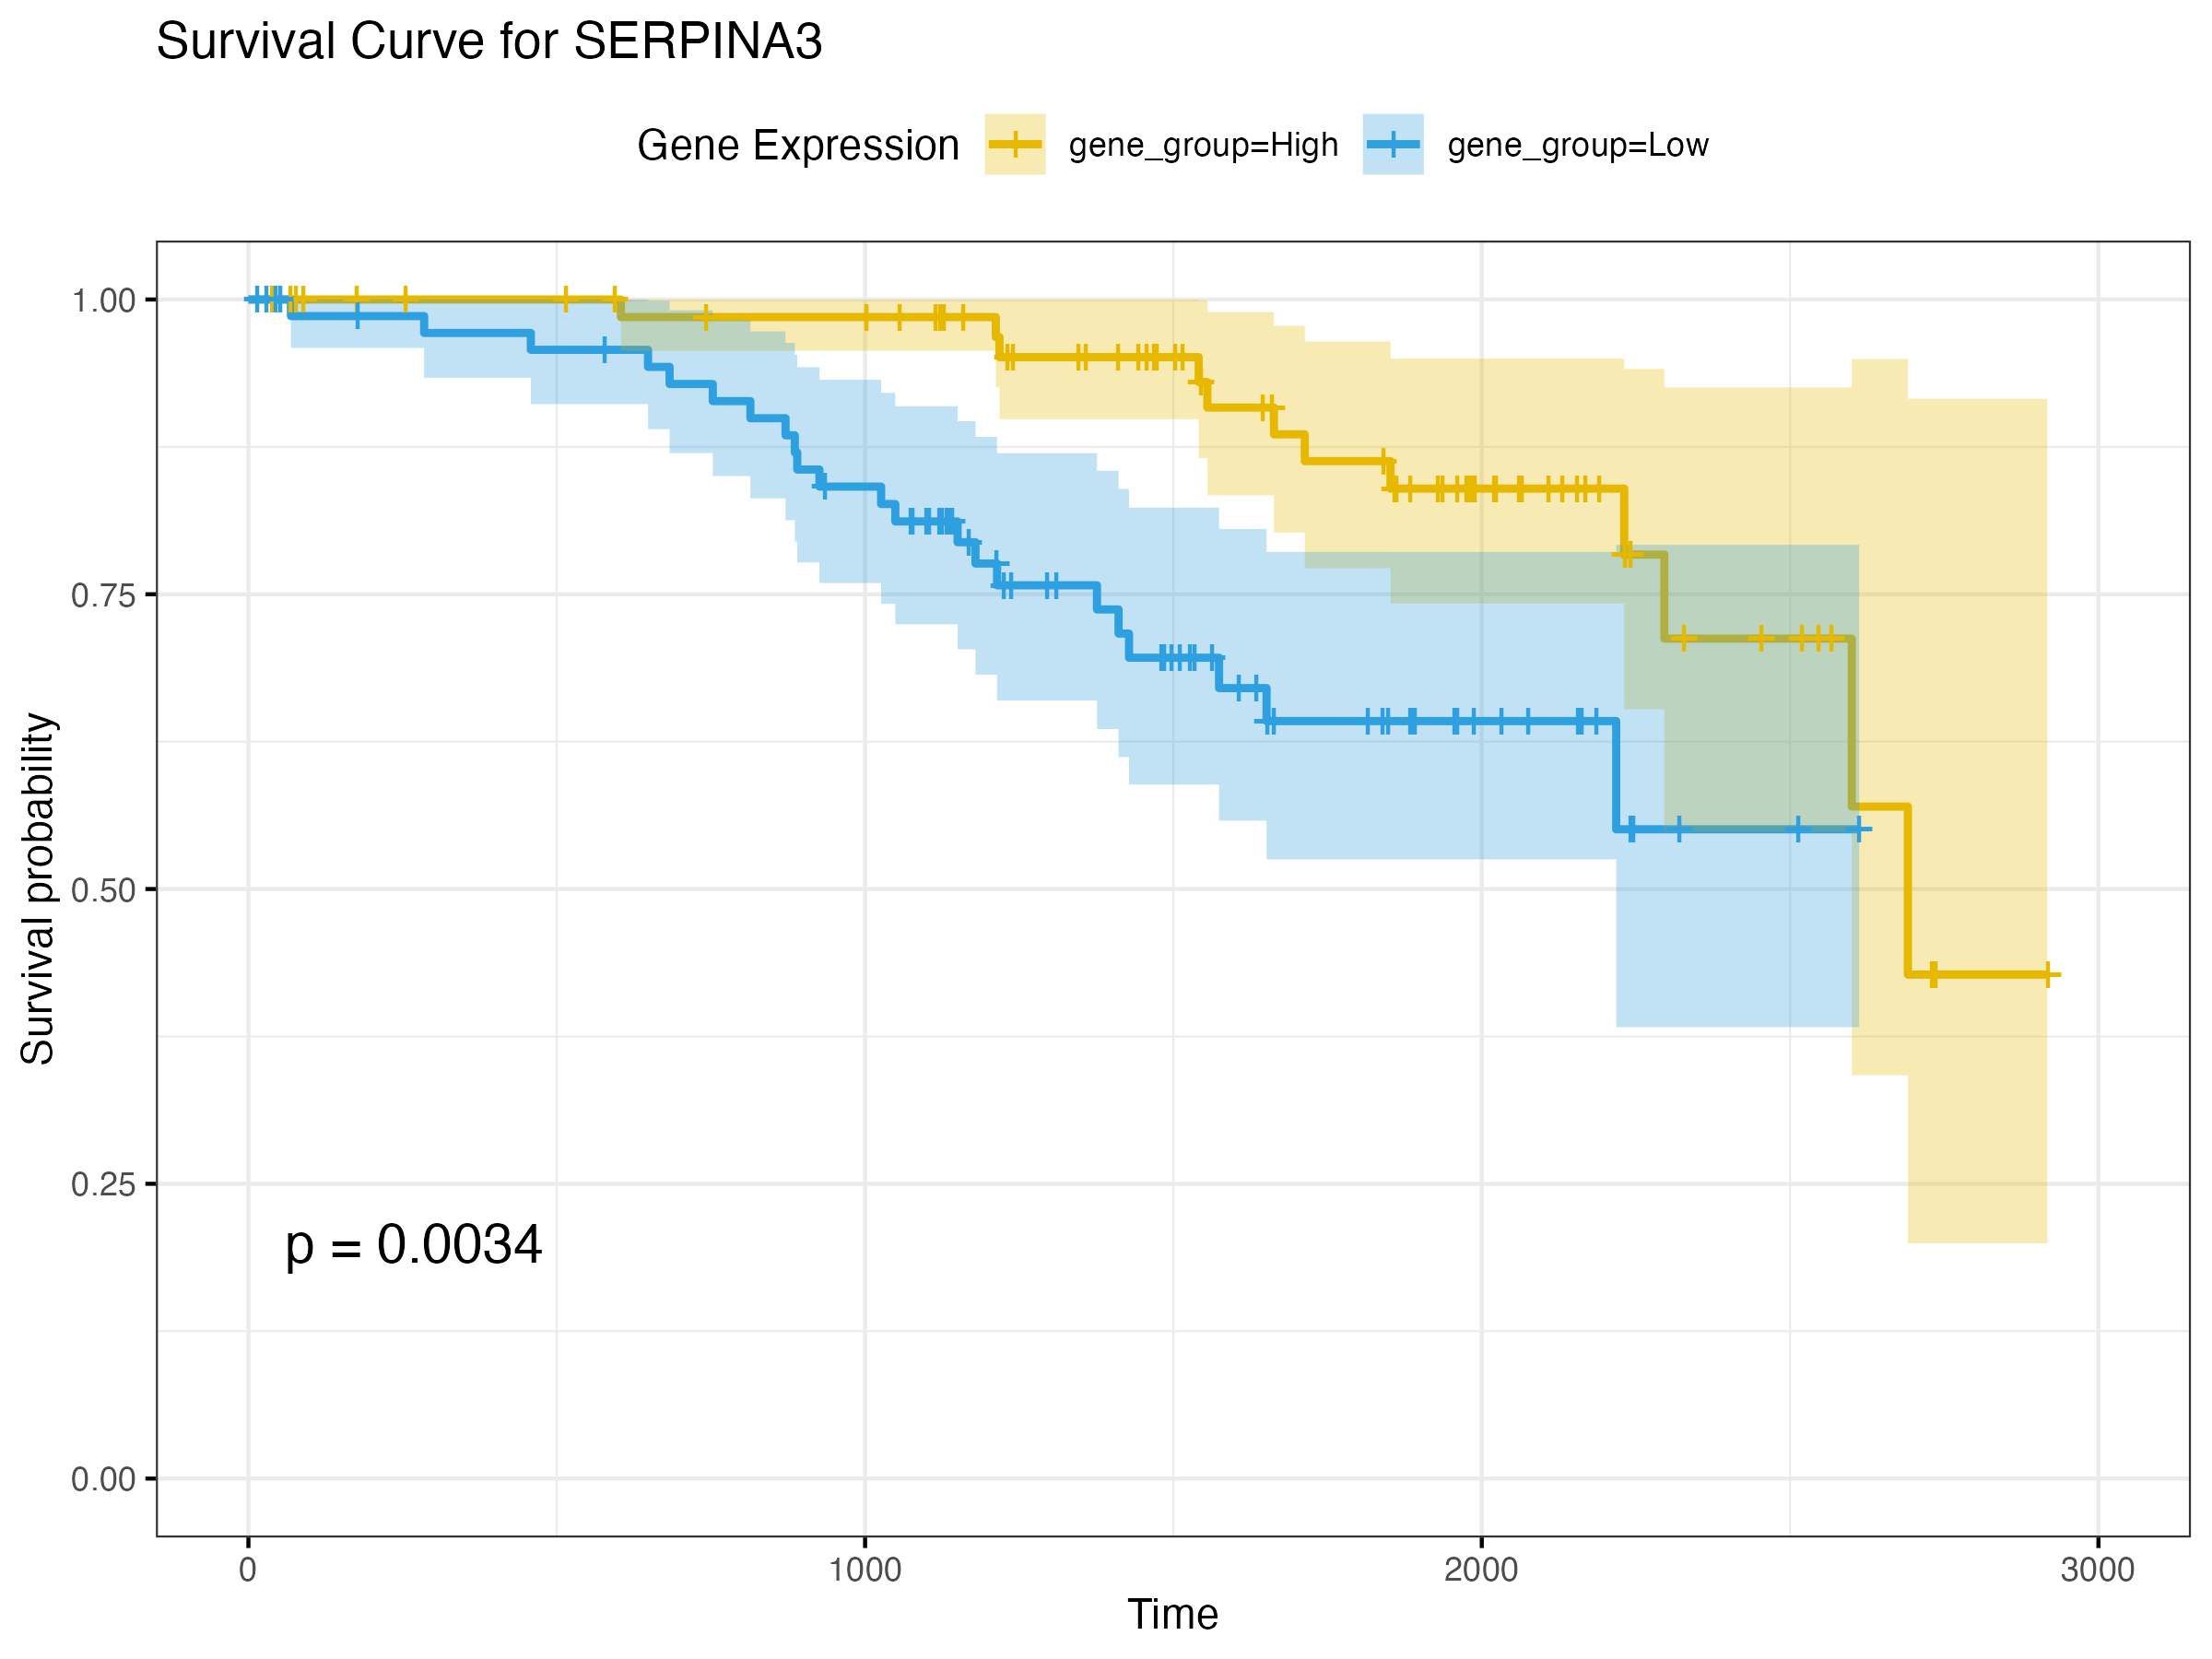 Survival Curve for SERPINA3
Gene Expression gene_group=High gene_group=Low
Survival probability
1.00
0.75
0.50
0.25
0.00
p = 0.0034
0 1000 2000 3000
Time